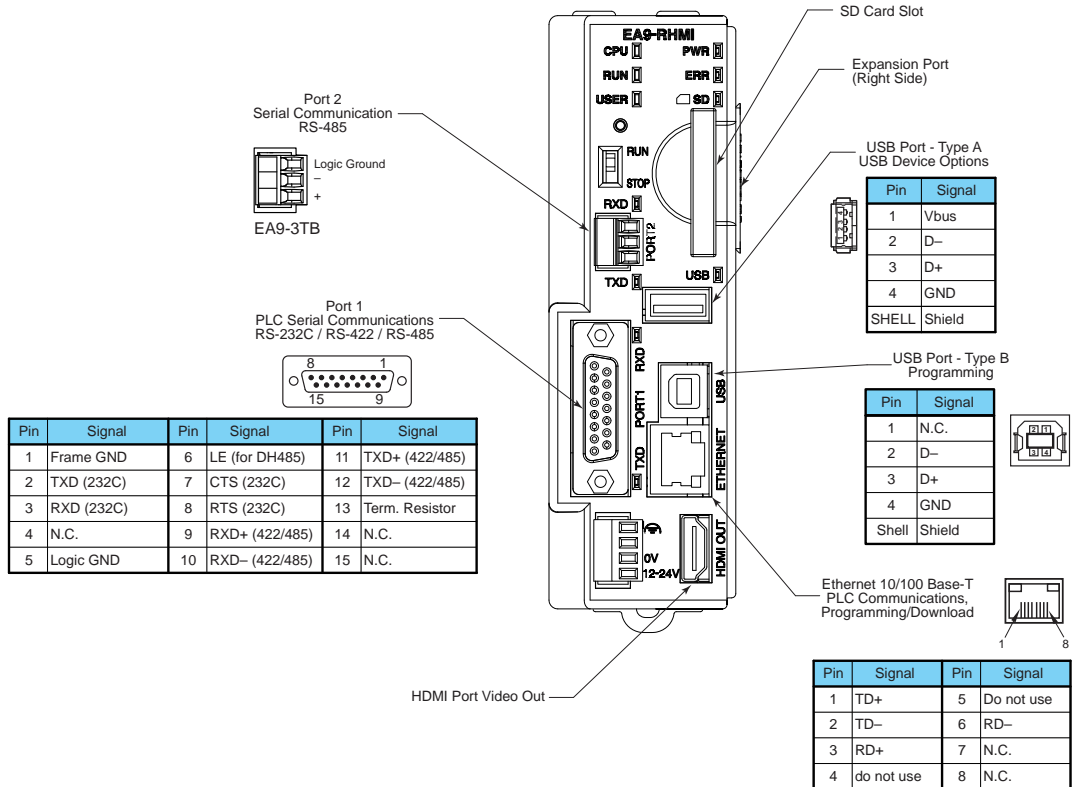 SD Card Slot
EA9-RHMI
CPU PWR
RUN ERR
USER SD
Expansion Port
(Right Side)
Port 2
Serial Communication
RS-485
Logic Ground
–
+
EA9-3TB
RUN
STOP
RXD
PORT2
TXD
USB
USB Port - Type A
USB Device Options
Pin Signal
1 Vbus
2 D–
3 D+
4 GND
SHELL Shield
Port 1
PLC Serial Communications
RS-232C / RS-422 / RS-485
8 1
15 9
Pin Signal Pin Signal Pin Signal
1 Frame GND 6 LE (for DH485) 11 TXD+ (422/485)
2 TXD (232C) 7 CTS (232C) 12 TXD– (422/485)
3 RXD (232C) 8 RTS (232C) 13 Term. Resistor
4 N.C. 9 RXD+ (422/485) 14 N.C.
5 Logic GND 10 RXD– (422/485) 15 N.C.
RXD
PORT1
TXD
USB
ETHERNET
0V
12-24V
HDMI OUT
USB Port - Type B
Programming
Pin Signal
1 N.C.
2 D–
3 D+
4 GND
Shell Shield
2 1
3 4
Ethernet 10/100 Base-T
PLC Communications,
Programming/Download
1 8
Pin Signal Pin Signal
1 TD+ 5 Do not use
2 TD– 6 RD–
3 RD+ 7 N.C.
4 do not use 8 N.C.
HDMI Port Video Out